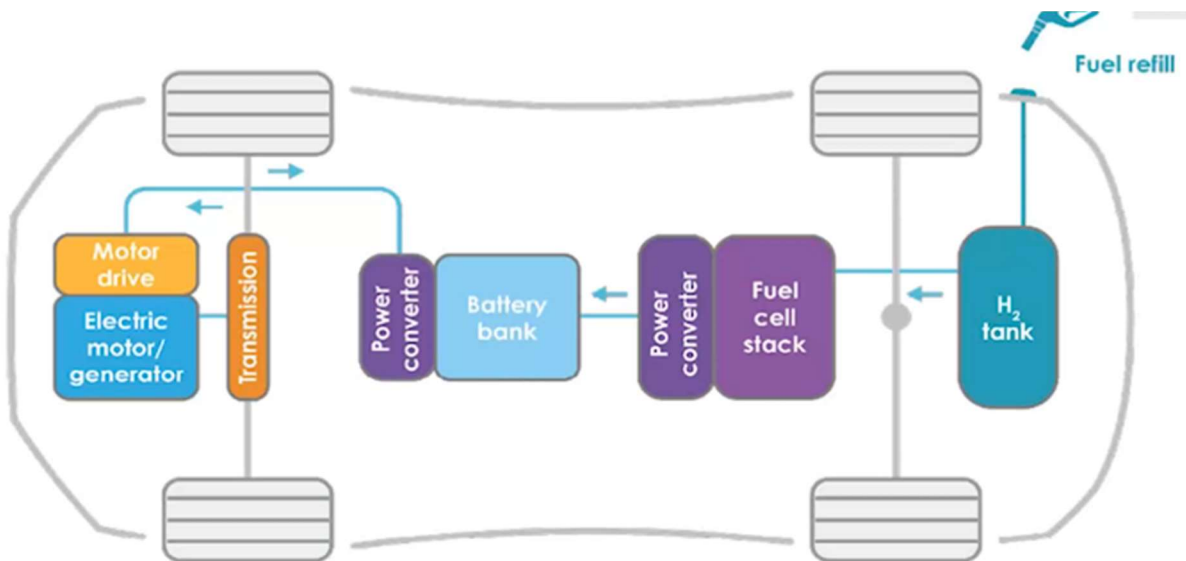 Fuel refill
Motor
drive
Electric
motor/
generator
Transmission
Power
converter
Battery
bank
Power
converter
Fuel
cell
stack
H₂
tank